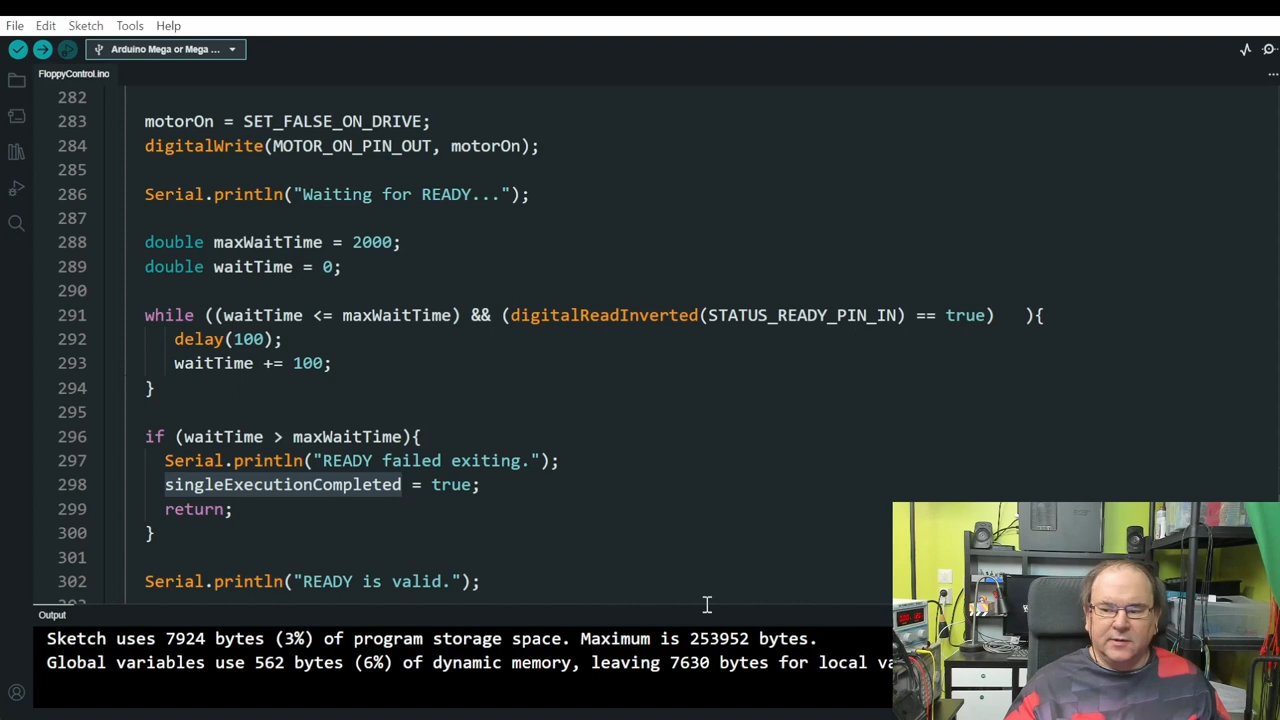 File Edit Sketch Tools Help
Arduino Mega or Mega ...
FloppyControl.ino
...
282
283 motorOn = SET_FALSE_ON_DRIVE;
284 digitalWrite(MOTOR_ON_PIN_OUT, motorOn);
285
286 Serial.println("Waiting for READY...");
287
288 double maxWaitTime = 2000;
289 double waitTime = 0;
290
291 while ((waitTime <= maxWaitTime) && (digitalReadInverted(STATUS_READY_PIN_IN) == true) ){
292 delay(100);
293 waitTime += 100;
294 }
295
296 if (waitTime > maxWaitTime){
297 Serial.println("READY failed exiting.");
298 singleExecutionCompleted = true;
299 return;
300 }
301
302 Serial.println("READY is valid.");
Output
Sketch uses 7924 bytes (3%) of program storage space. Maximum is 253952 bytes.
Global variables use 562 bytes (6%) of dynamic memory, leaving 7630 bytes for local va